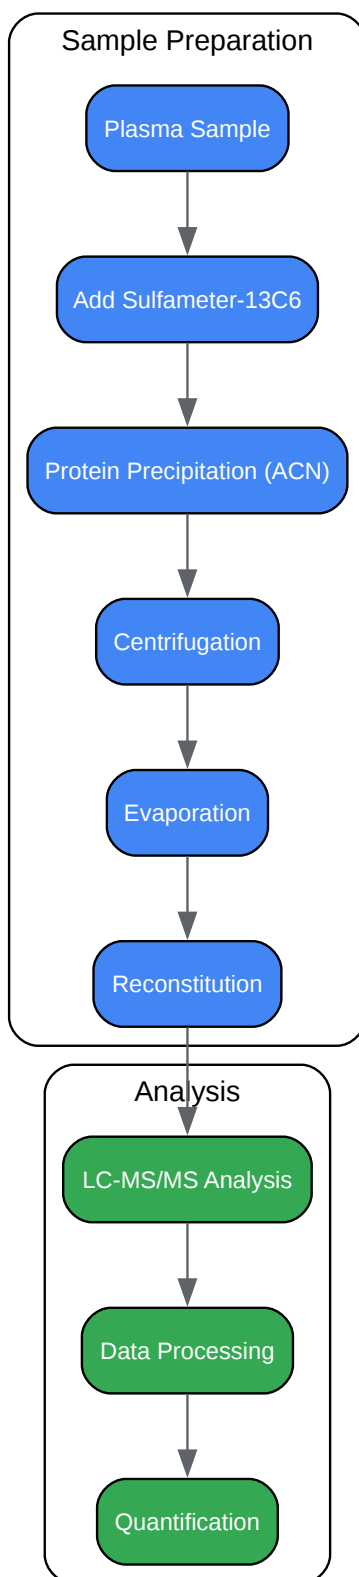 Sample Preparation
Plasma Sample
Add Sulfameter-13C6
Protein Precipitation (ACN)
Centrifugation
Evaporation
Reconstitution
Analysis
LC-MS/MS Analysis
Data Processing
Quantification